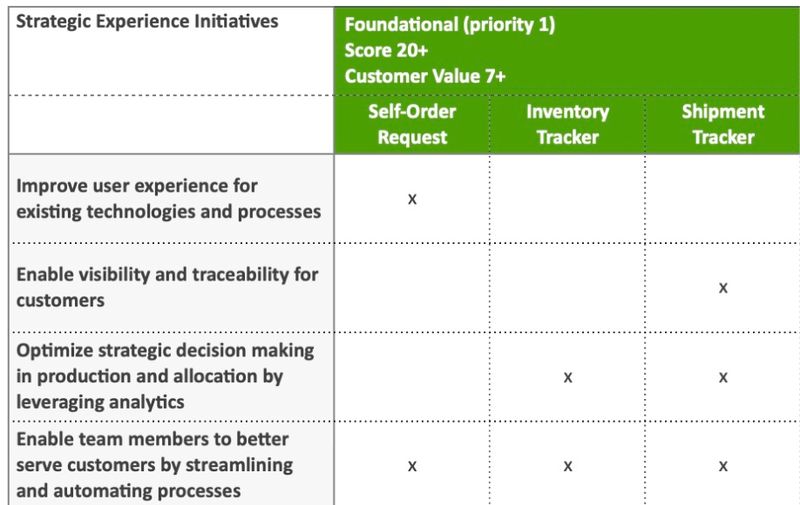 Strategic Experience Initiatives
Foundational (priority 1)
Score 20+
Customer Value 7+
Self-Order
Request
Inventory
Tracker
Shipment
Tracker
Improve user experience for
existing technologies and processes
x
Enable visibility and traceability for
customers
x
Optimize strategic decision making
in production and allocation by
leveraging analytics
x
x
Enable team members to better
serve customers by streamlining
and automating processes
x
x
x